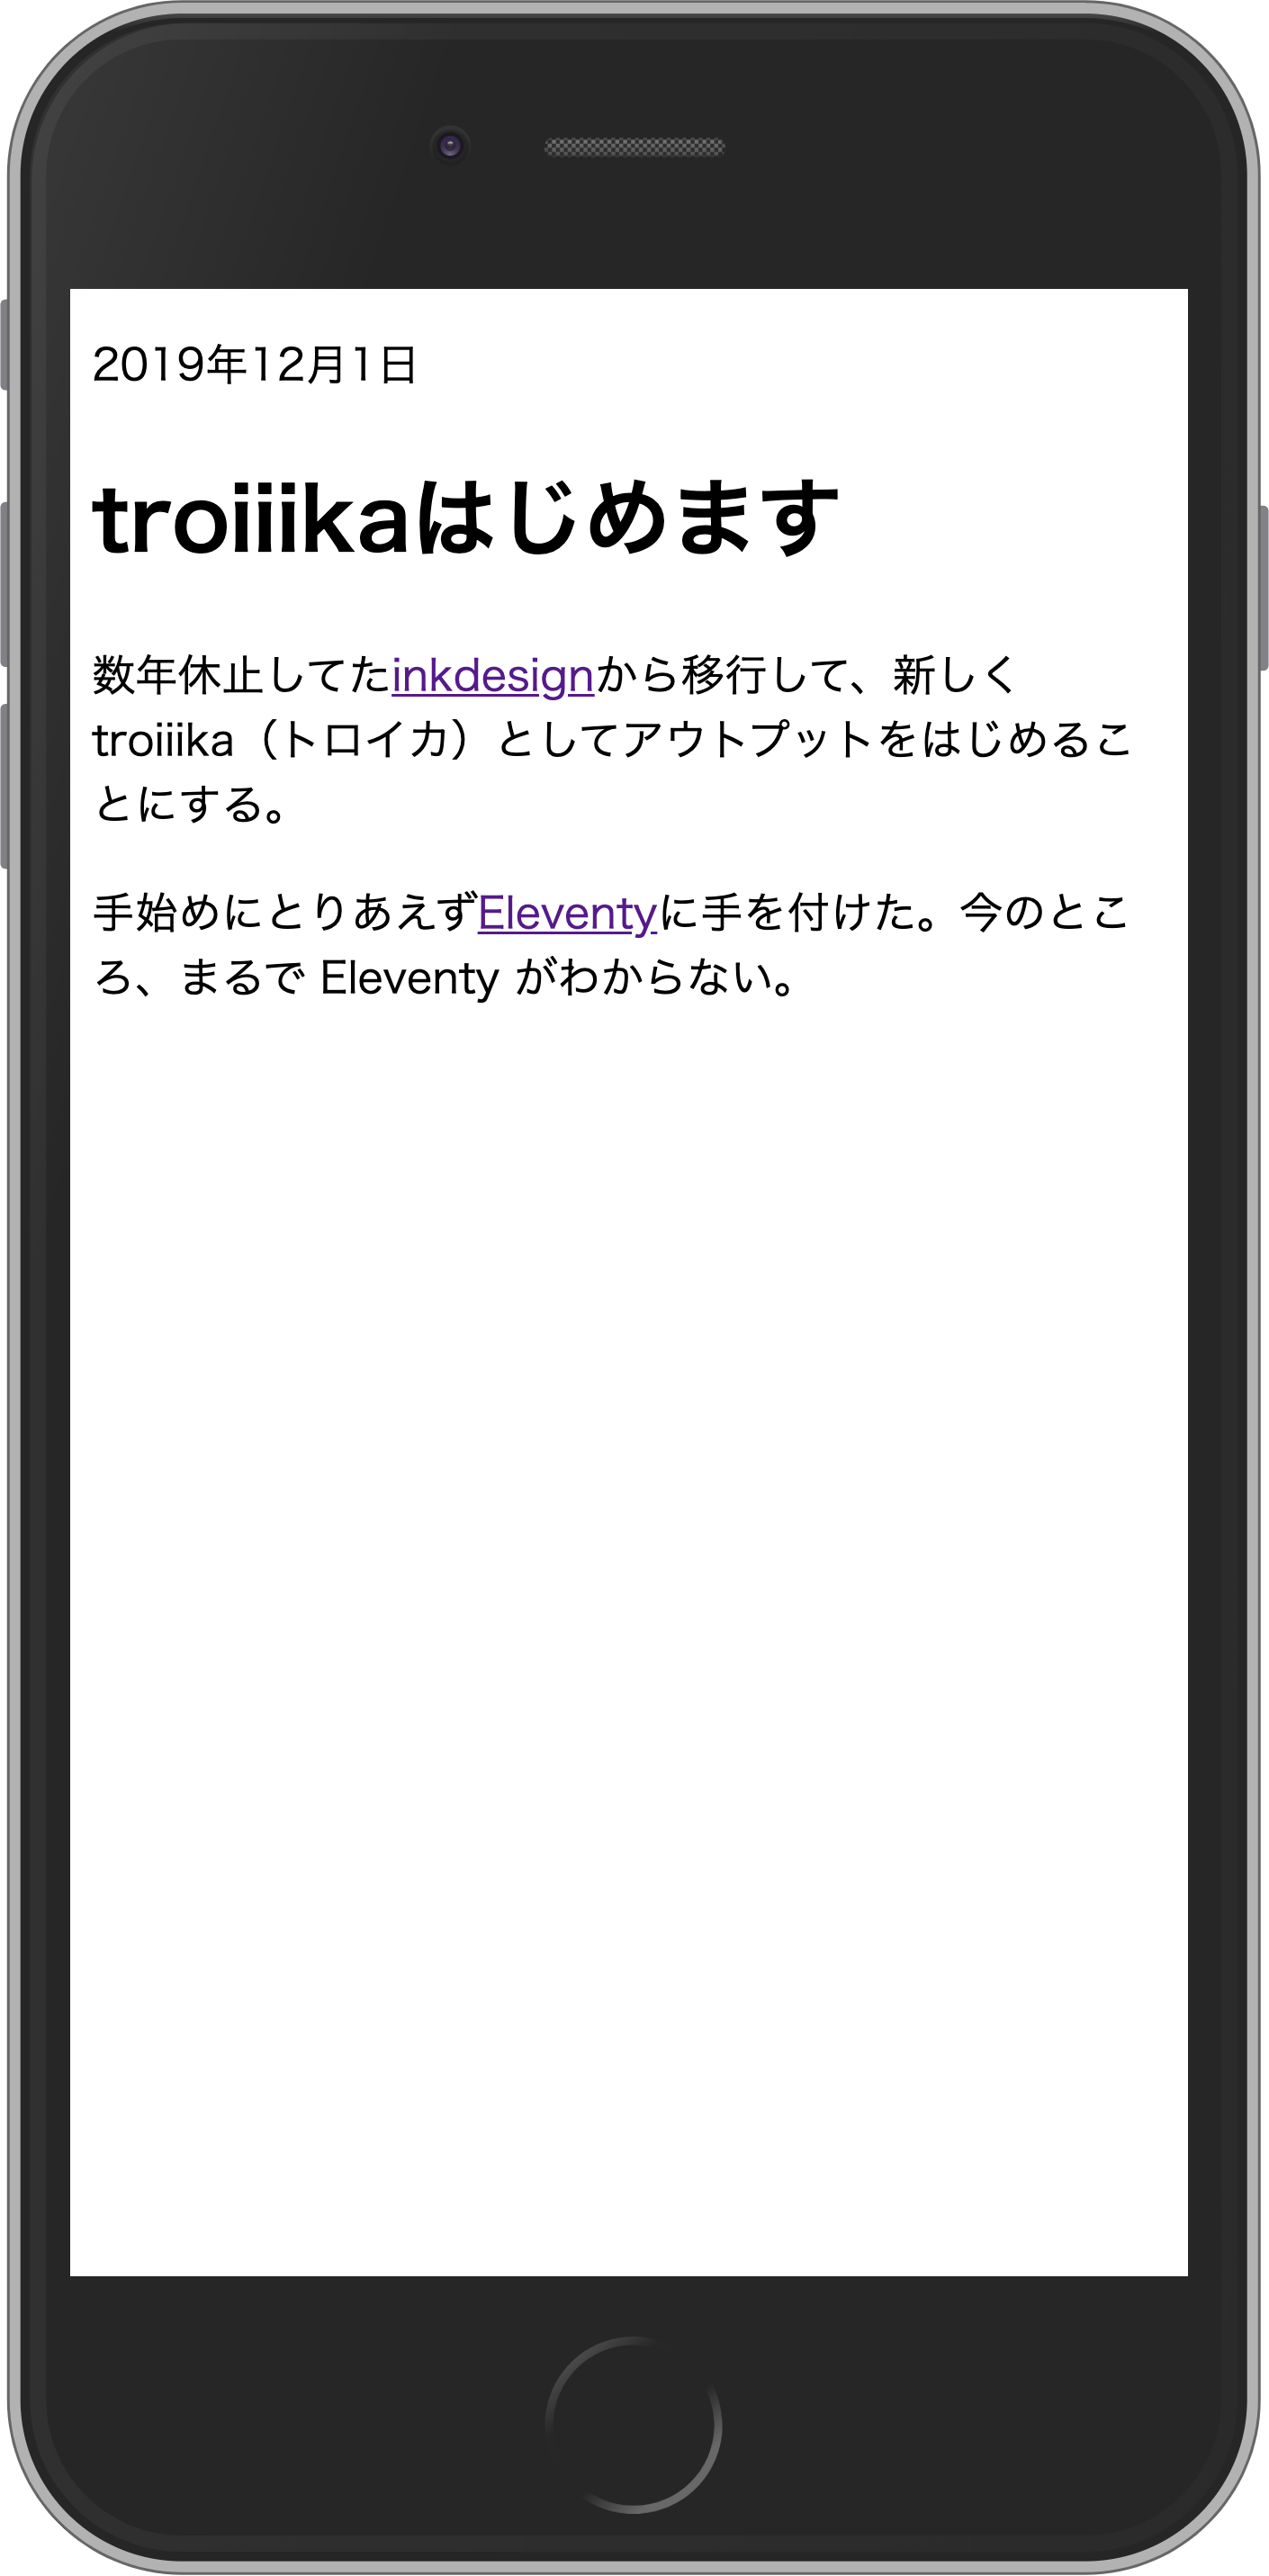 2019年12月1日
troiiikaはじめます
数年休止してたinkdesignから移行して、新しく
troiiika（トロイカ）としてアウトプットをはじめるこ
とにする。
手始めにとりあえずEleventyに手を付けた。今のとこ
ろ、まるで Eleventy がわからない。